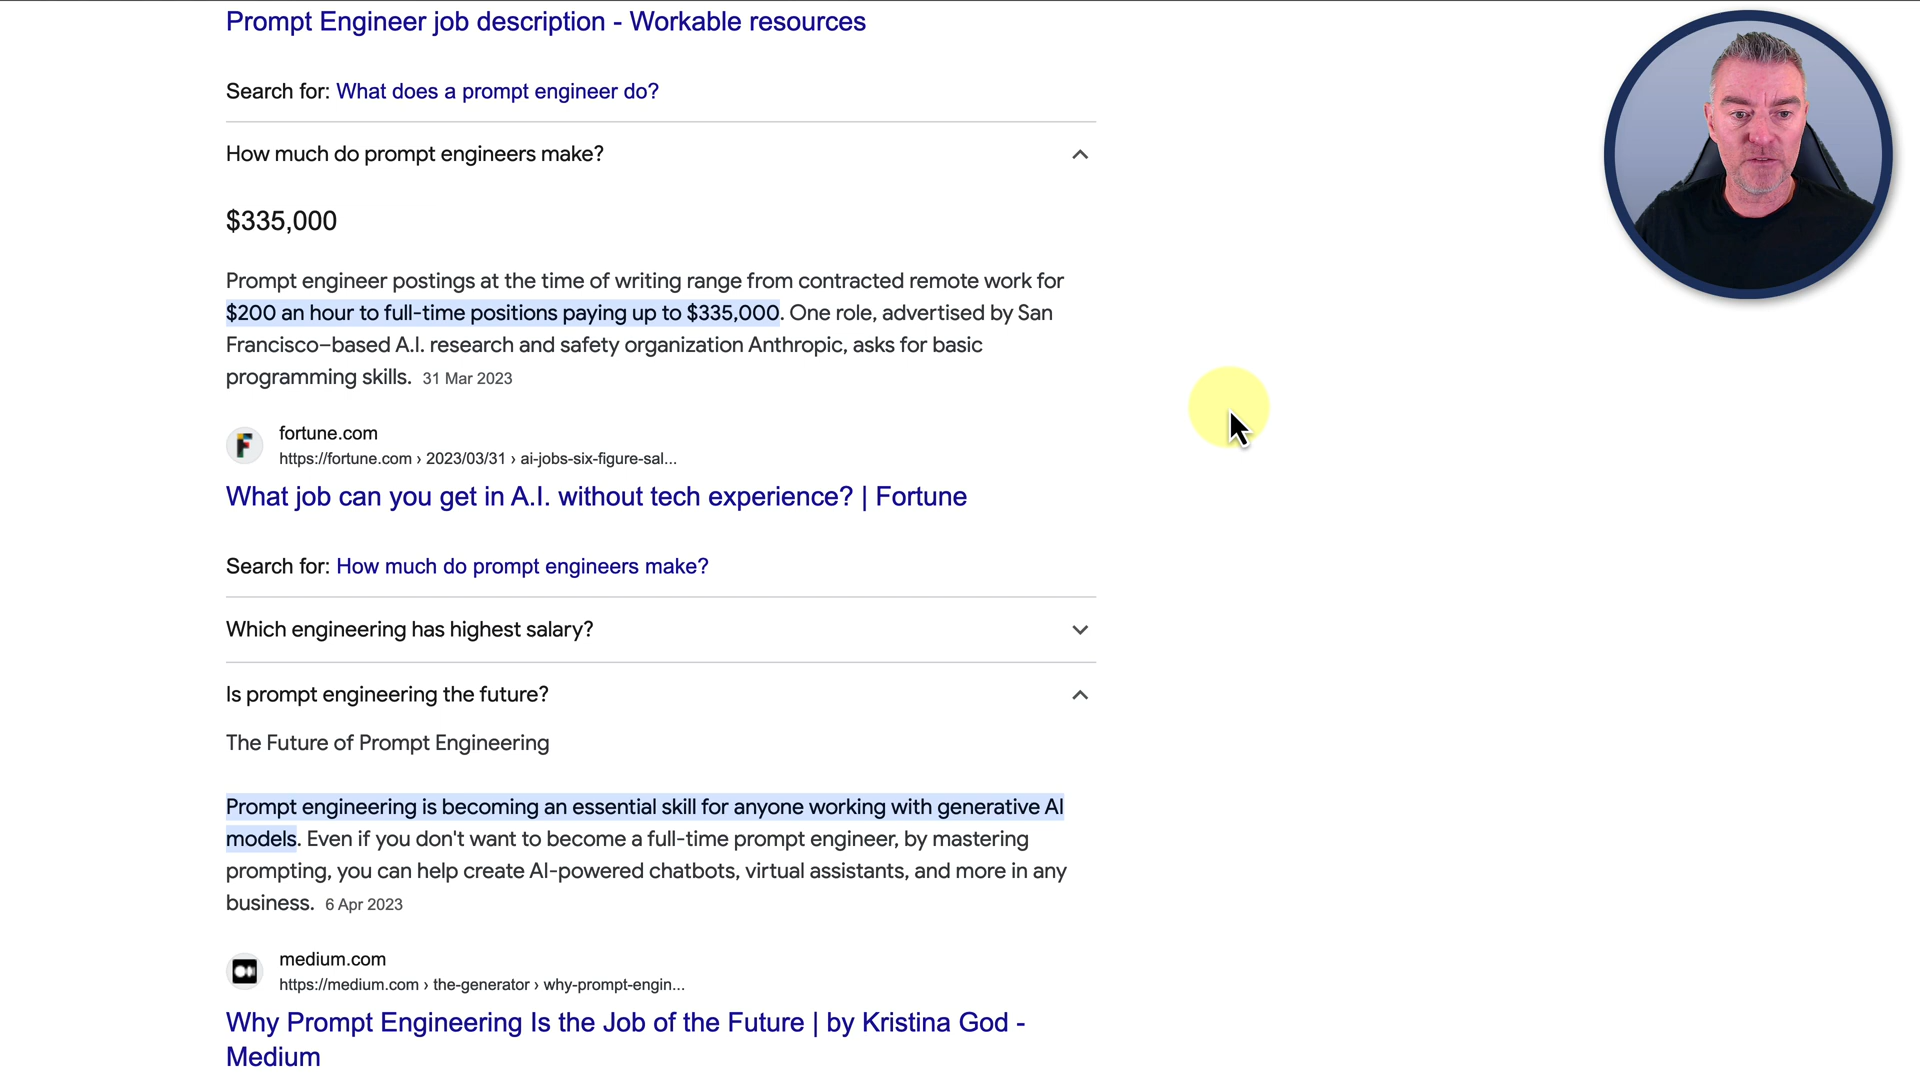 Prompt Engineer job description - Workable resources
Search for: What does a prompt engineer do?
How much do prompt engineers make?
$335,000
Prompt engineer postings at the time of writing range from contracted remote work for
$200 an hour to full-time positions paying up to $335,000. One role, advertised by San
Francisco–based A.I. research and safety organization Anthropic, asks for basic
programming skills. 31 Mar 2023
F
fortune.com
https://fortune.com › 2023/03/31 › ai-jobs-six-figure-sal...
What job can you get in A.I. without tech experience? | Fortune
Search for: How much do prompt engineers make?
Which engineering has highest salary?
Is prompt engineering the future?
The Future of Prompt Engineering
Prompt engineering is becoming an essential skill for anyone working with generative AI
models. Even if you don't want to become a full-time prompt engineer, by mastering
prompting, you can help create AI-powered chatbots, virtual assistants, and more in any
business. 6 Apr 2023
medium.com
https://medium.com › the-generator › why-prompt-engin...
Why Prompt Engineering Is the Job of the Future | by Kristina God -
Medium